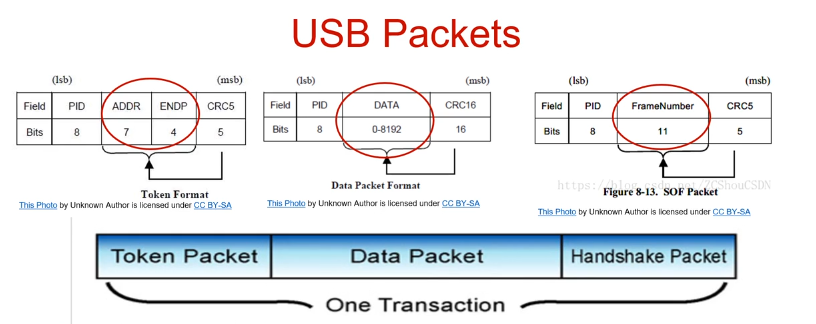 USB Packets
(lsb) (msb)
Field PID ADDR ENDP CRC5
Bits 8 7 4 5
Token Format
This Photo by Unknown Author is licensed under CC BY-SA
(lsb) (msb)
Field PID DATA CRC16
Bits 8 0-8192 16
Data Packet Format
This Photo by Unknown Author is licensed under CC BY-SA
(lsb) (msb)
Field PID FrameNumber CRC5
Bits 8 11 5
https://blog.csdn.net/ZCShouCSDN
Figure 8-13. SOF Packet
This Photo by Unknown Author is licensed under CC BY-SA
Token Packet Data Packet Handshake Packet
One Transaction